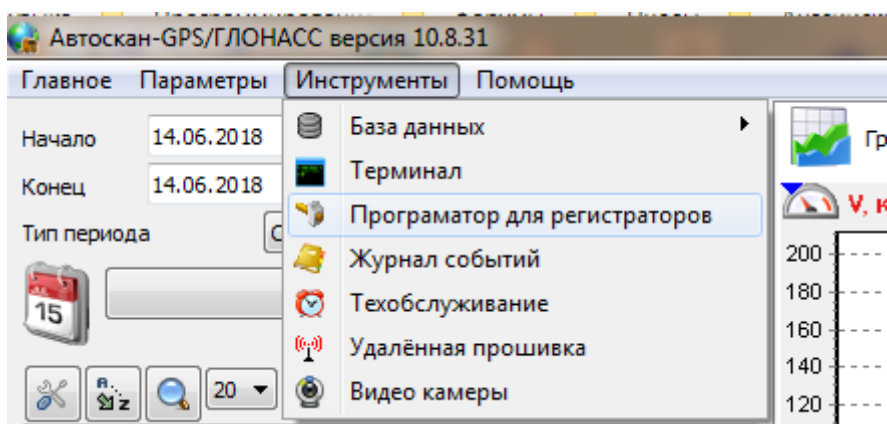 Автоскан-GPS/ГЛОНАСС версия 10.8.31
Главное Параметры Инструменты Помощь
Начало 14.06.2018
Конец 14.06.2018
Тип периода
15
20
База данных
Терминал
Програматор для регистраторов
Журнал событий
Техобслуживание
Удалённая прошивка
Видео камеры
V,
200
180
160
140
120